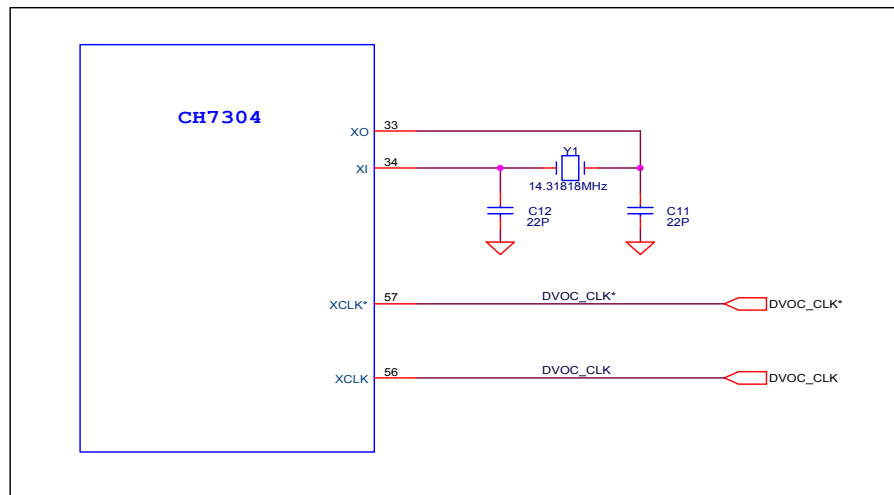 CH7304
XO 33
XI 34
Y1
14.31818MHz
C12
22P
C11
22P
XCLK* 57 DVOC_CLK* DVOC_CLK*
XCLK 56 DVOC_CLK DVOC_CLK